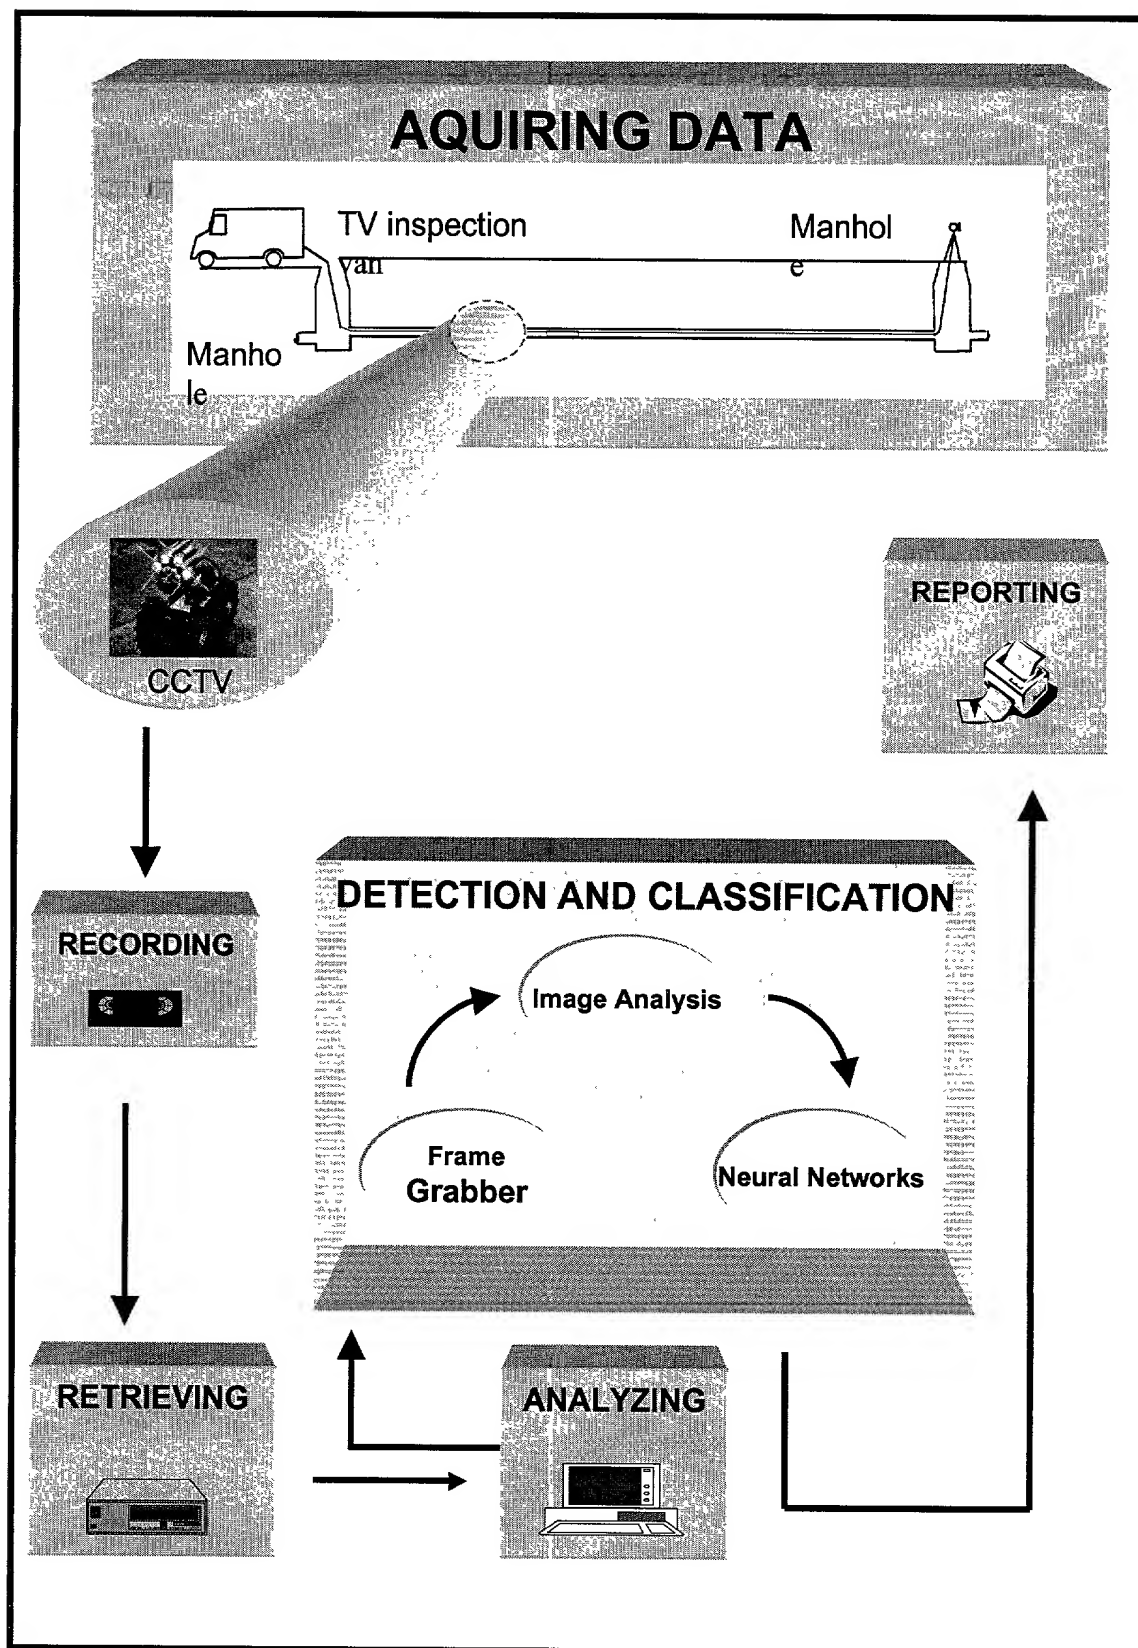 AQUIRING DATA
TV inspection
van
Manhol
e
Manho
le
CCTV
REPORTING
DETECTION AND CLASSIFICATION
RECORDING
Image Analysis
Frame
Grabber
Neural Networks
RETRIEVING
ANALYZING